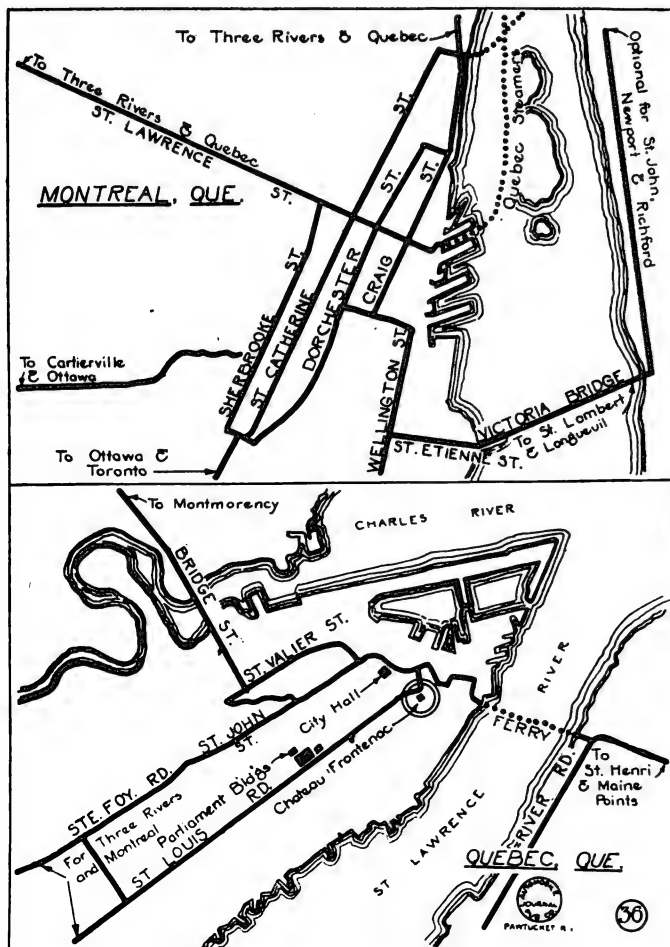 To Three Rivers & Quebec
To Three Rivers & Quebec
ST. LAWRENCE ST.
MONTREAL, QUE.
Quebec Steamers
Optional for St. John,
Newport & Richford
ST.
ST.
ST.
ST.
SHERBROOKE
ST CATHERINE
DORCHESTER
CRAIG
WELLINGTON ST.
To Cartierville
& Ottawa
To Ottawa &
Toronto
ST. ETIENNE ST.
VICTORIA BRIDGE
To St. Lambert
& Longueuil
To Montmorency
CHARLES RIVER
BRIDGE ST.
ST. VALIER ST.
City Hall
ST. JOHN
ST.
STE. FOY RD.
Parliament Bld'gs
Chateau Frontenac
For Three Rivers
and Montreal
ST LOUIS RD.
RIVER
FERRY
ST LAWRENCE
RIVER RD.
To
St. Henri
& Maine
Points
QUEBEC, QUE.
JOURNAL
PAWTUCKET R.I.
36